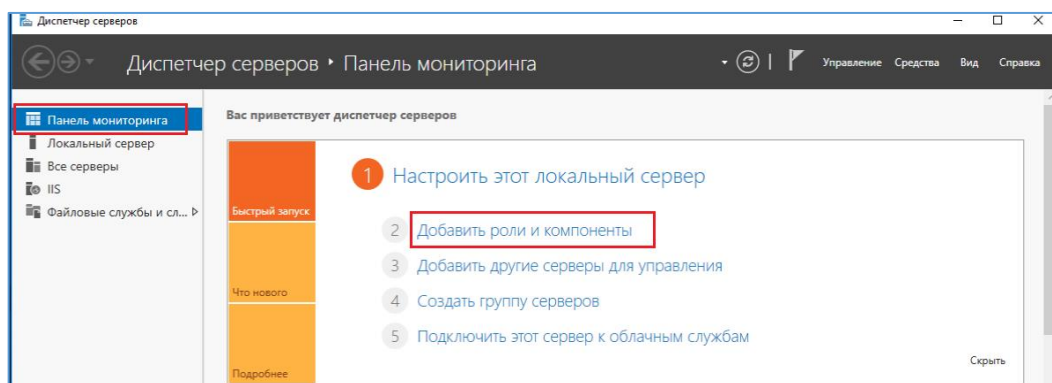 Диспетчер серверов
Диспетчер серверов • Панель мониторинга
Управление Средства Вид Справка
Панель мониторинга
Локальный сервер
Все серверы
IIS
Файловые службы и сл...
Вас приветствует диспетчер серверов
Быстрый запуск
Что нового
Подробнее
1 Настроить этот локальный сервер
2 Добавить роли и компоненты
3 Добавить другие серверы для управления
4 Создать группу серверов
5 Подключить этот сервер к облачным службам
Скрыть